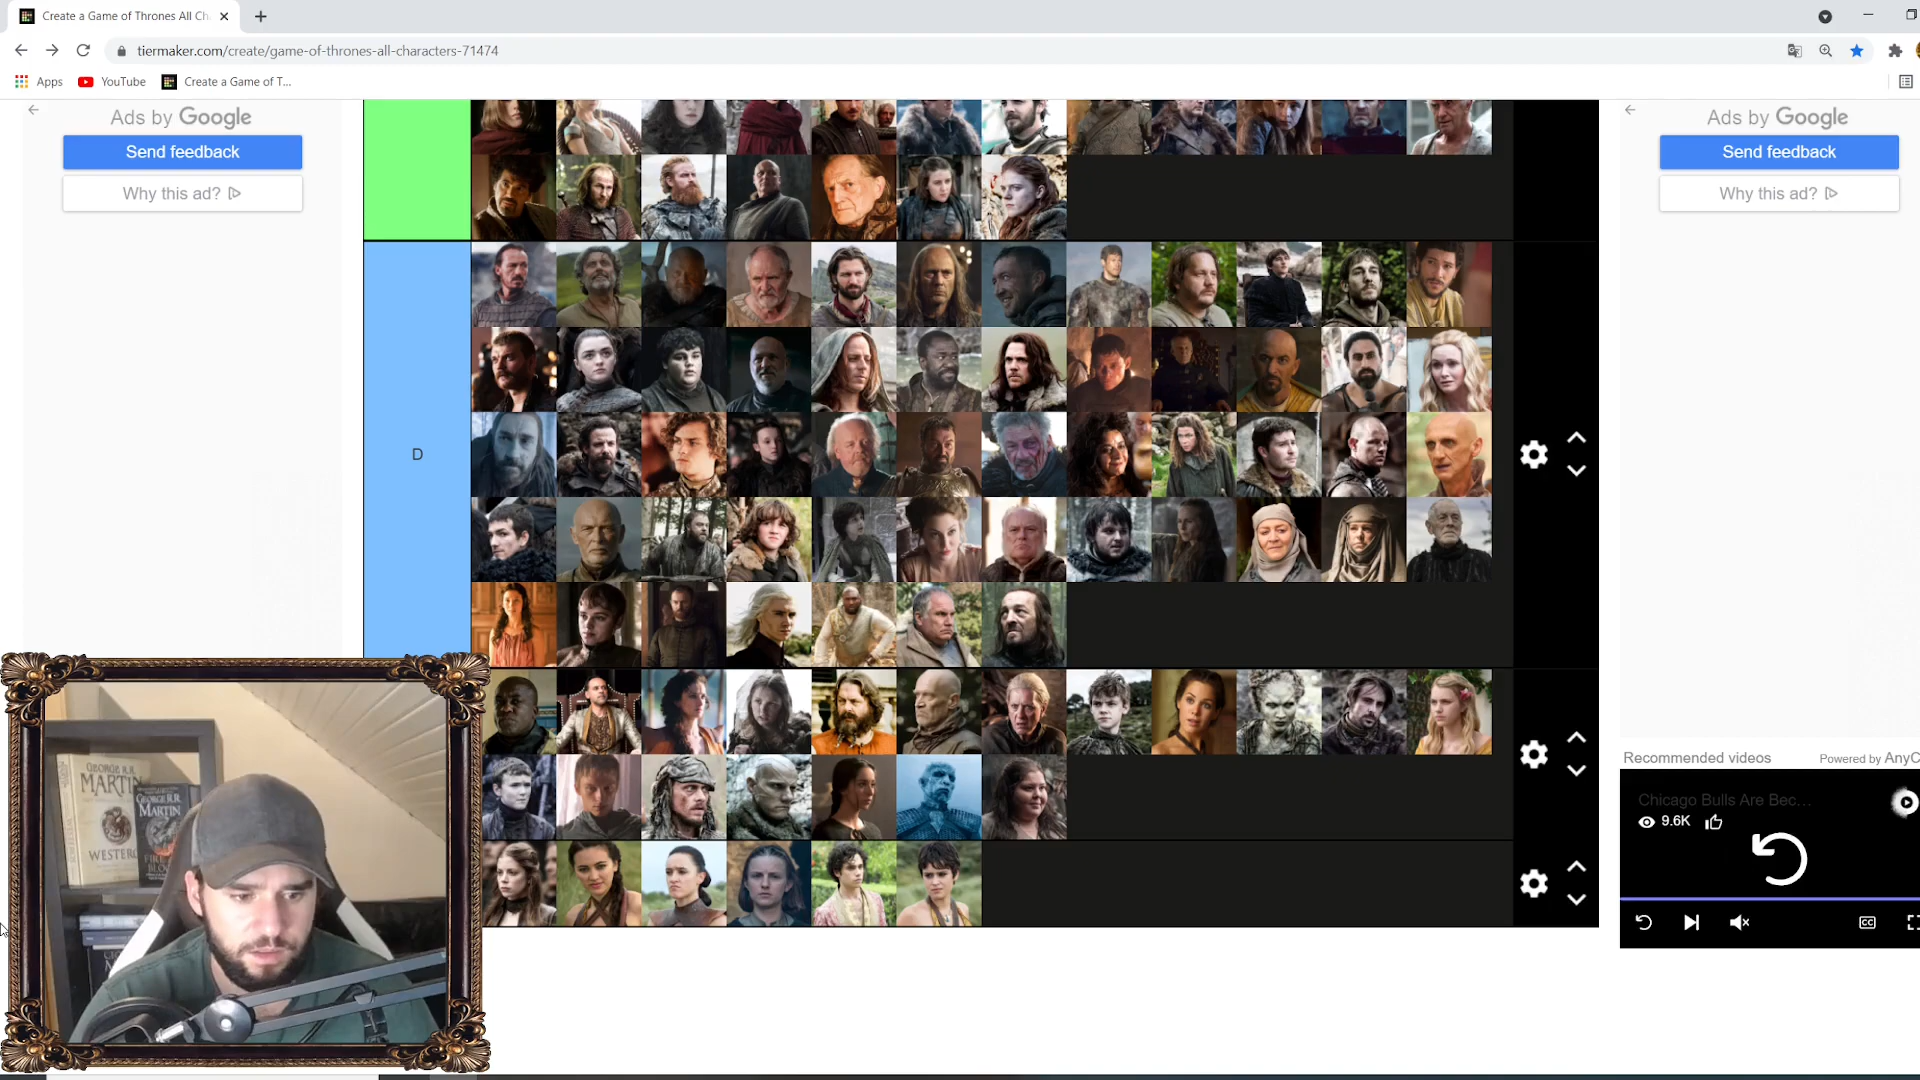 Create a Game of Thrones All Ch
tiermaker.com/create/game-of-thrones-all-characters-71474
Apps
YouTube
Create a Game of T...
Ads by Google
Send feedback
Why this ad?
Ads by Google
Send feedback
Why this ad?
D
Recommended videos
Powered by AnyC
Chicago Bulls Are Bec...
9.6K
CC
GEORGE R.R.
MARTIN
GEORGE R.R.
MARTIN
WESTER
FIRE